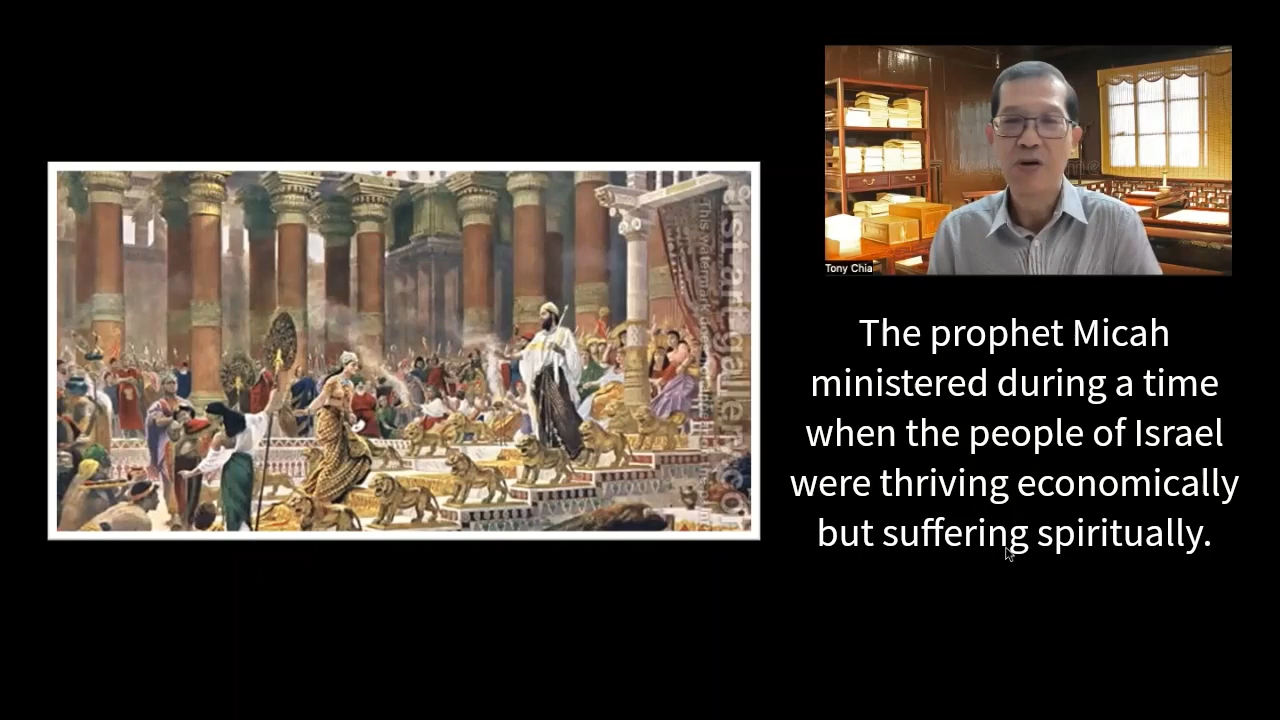 Tony Chia
The prophet Micah
ministered during a time
when the people of Israel
were thriving economically
but suffering spiritually.